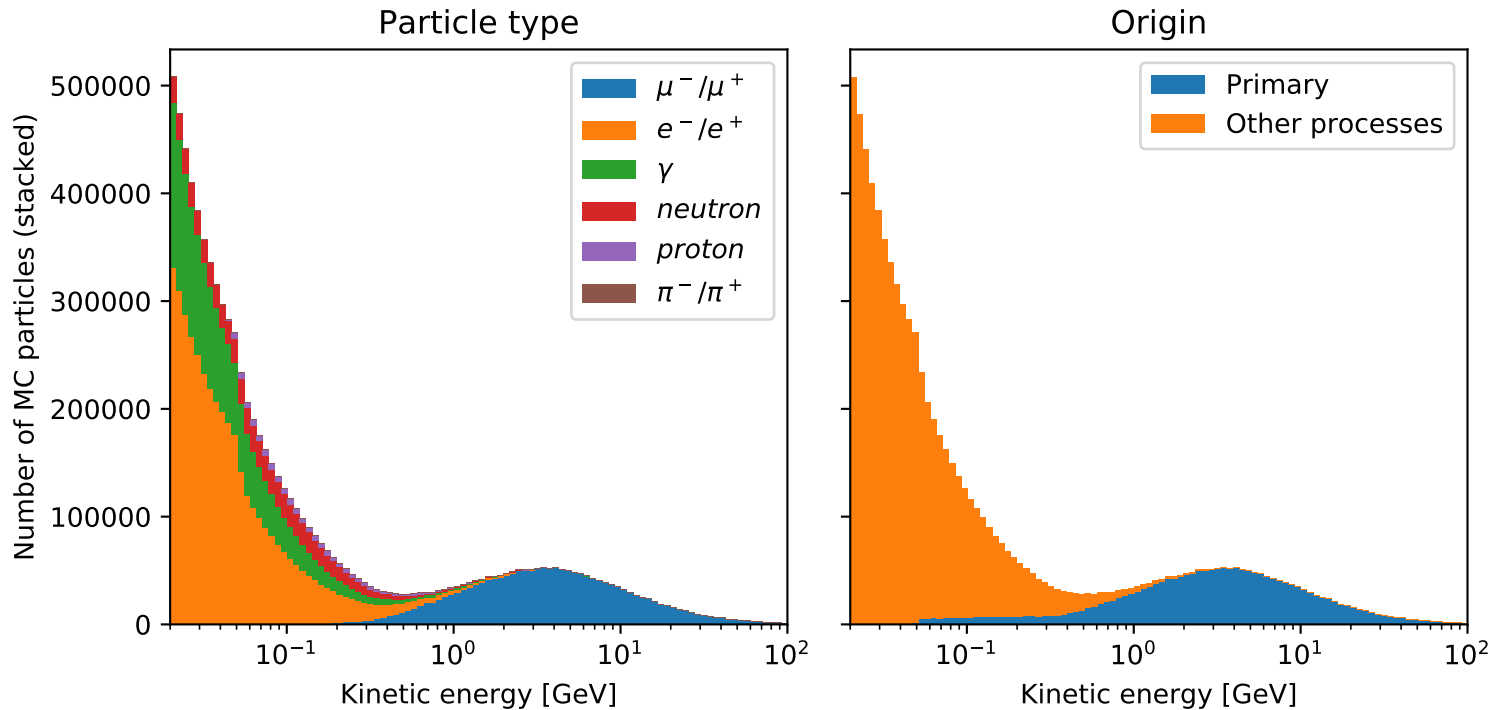 Particle type
Origin
Number of MC particles (stacked)
500000
400000
300000
200000
100000
0
μ⁻/μ⁺
e⁻/e⁺
γ
neutron
proton
π⁻/π⁺
Primary
Other processes
10⁻¹ 10⁰ 10¹ 10²
10⁻¹ 10⁰ 10¹ 10²
Kinetic energy [GeV]
Kinetic energy [GeV]